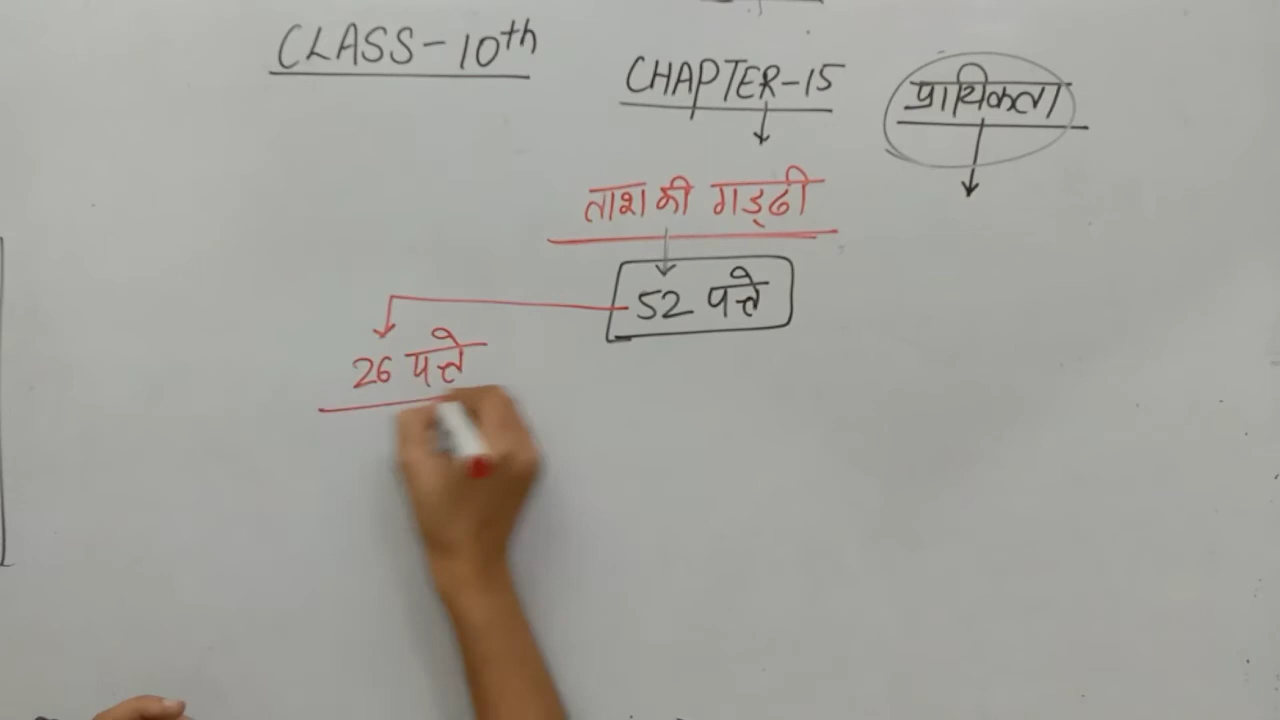 CLASS-10th
CHAPTER-15 प्रायिकता
ताश की गड्ढी
52 पत्ते
26 पत्ते